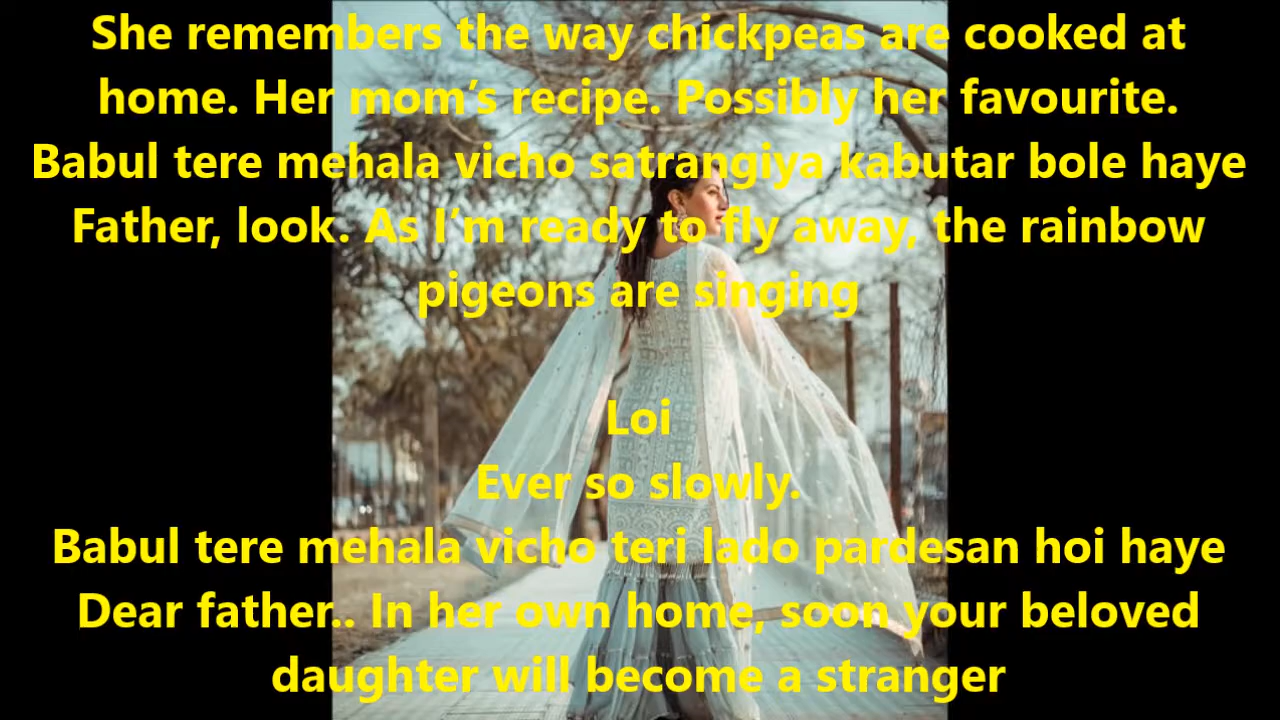 She remembers the way chickpeas are cooked at
home. Her mom’s recipe. Possibly her favourite.
Babul tere mehala vicho satrangiya kabutar bole haye
Father, look. As I’m ready to fly away, the rainbow
pigeons are singing
Loi
Ever so slowly.
Babul tere mehala vicho teri lado pardesan hoi haye
Dear father.. In her own home, soon your beloved
daughter will become a stranger